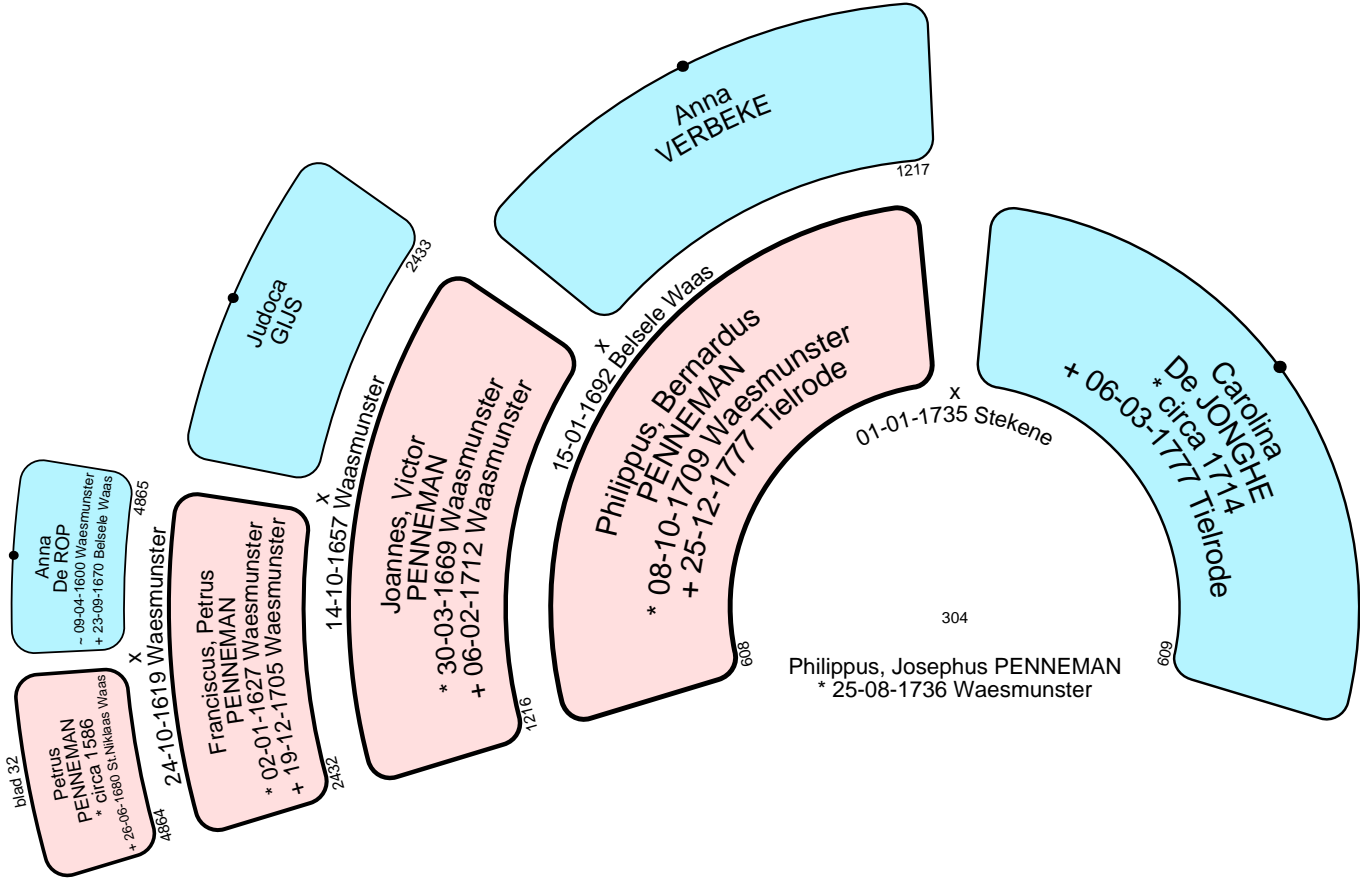 Anna
VERBEKE
1217
Judoca
GIJS
2433
Anna
De ROP
~ 09-04-1600 Waesmunster
+ 23-09-1670 Belsele Waas
4865
Petrus
PENNEMAN
* circa 1586
+ 26-06-1680 St.Niklaas Waas
4864
blad 32
x
24-10-1619 Waesmunster
Franciscus, Petrus
PENNEMAN
* 02-01-1627 Waesmunster
+ 19-12-1705 Waesmunster
2432
x
14-10-1657 Waasmunster
Joannes, Victor
PENNEMAN
* 30-03-1669 Waasmunster
+ 06-02-1712 Waasmunster
1216
x
15-01-1692 Belsele Waas
Philippus, Bernardus
PENNEMAN
* 08-10-1709 Waesmunster
+ 25-12-1777 Tielrode
608
x
01-01-1735 Stekene
Carolina
De JONGHE
* circa 1714
+ 06-03-1777 Tielrode
609
304
Philippus, Josephus PENNEMAN
* 25-08-1736 Waesmunster